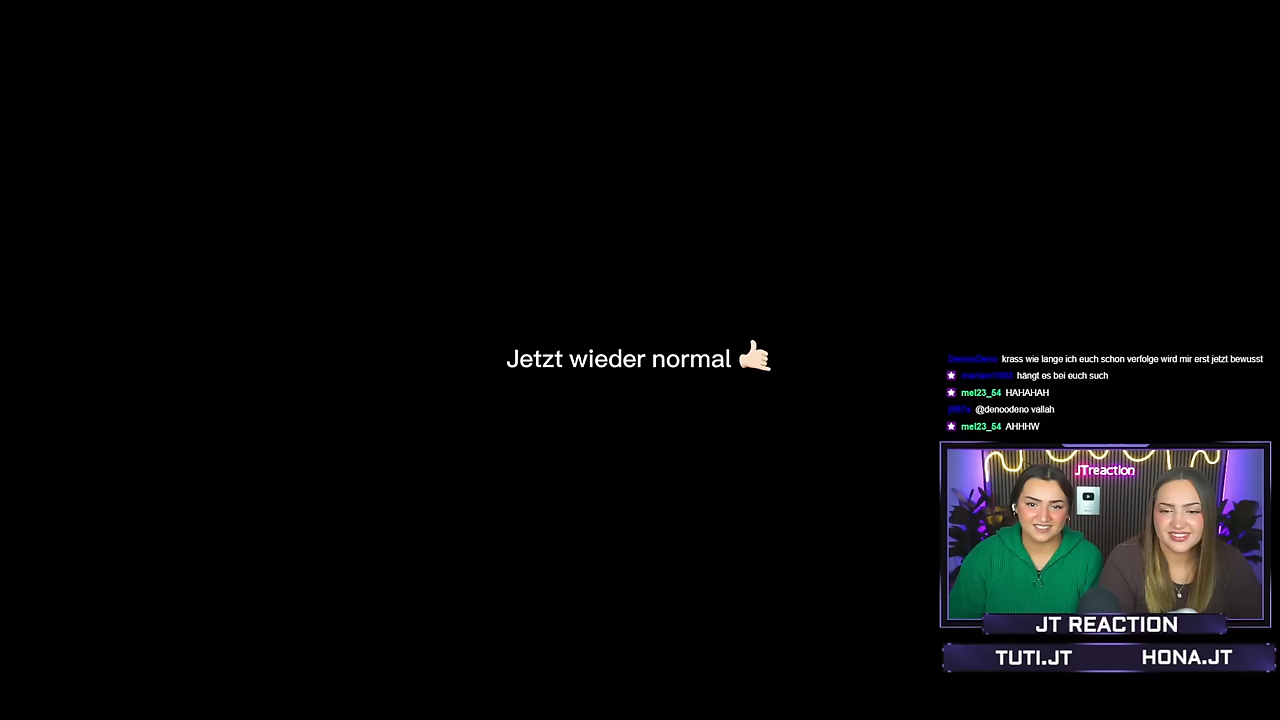 Jetzt wieder normal 🤙🏻
krass wie lange ich euch schon verfolge wird mir erst jetzt bewusst
hängt es bei euch such
mel23_54 HAHAHAH
@denoodeno vallah
mel23_54 AHHHW
JTreaction
JT REACTION
TUTI.JT
HONA.JT